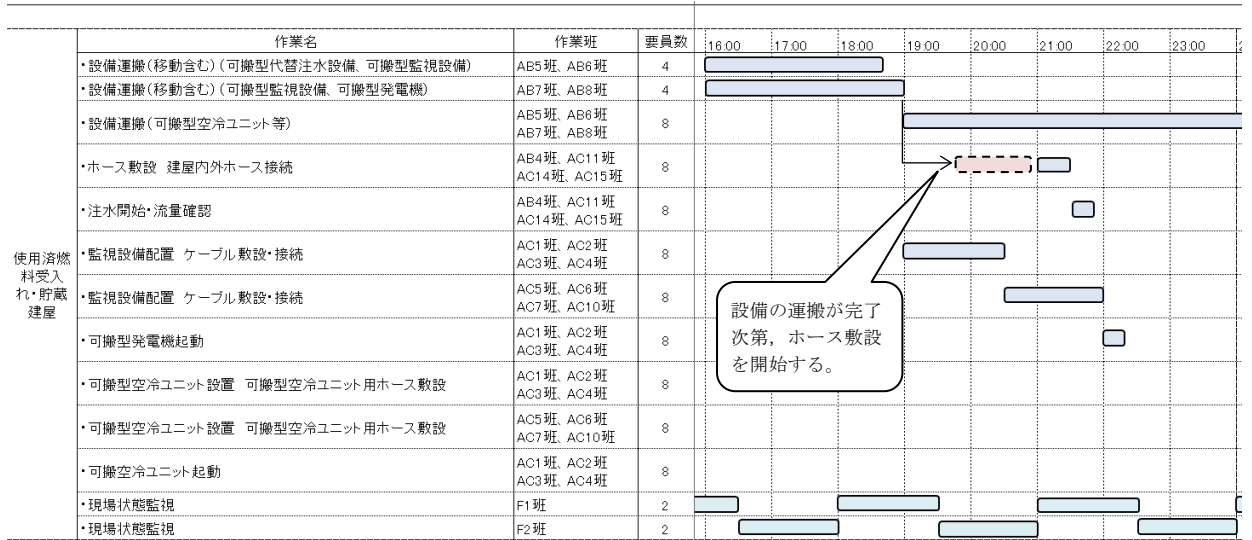 作業名 作業班 要員数 16:00 17:00 18:00 19:00 20:00 21:00 22:00 23:00
使用済燃
料受入
れ・貯蔵
建屋
・設備運搬(移動含む)(可搬型代替注水設備、可搬型監視設備) AB5班、AB6班 4
・設備運搬(移動含む)(可搬型監視設備、可搬型発電機) AB7班、AB8班 4
・設備運搬(可搬型空冷ユニット等) AB5班、AB6班
AB7班、AB8班 8
・ホース敷設 建屋内外ホース接続 AB4班、AC11班
AC14班、AC15班 8
・注水開始・流量確認 AB4班、AC11班
AC14班、AC15班 8
・監視設備配置 ケーブル敷設・接続 AC1班、AC2班
AC3班、AC4班 8
・監視設備配置 ケーブル敷設・接続 AC5班、AC6班
AC7班、AC10班 8
・可搬型発電機起動 AC1班、AC2班
AC3班、AC4班 8
・可搬型空冷ユニット設置 可搬型空冷ユニット用ホース敷設 AC1班、AC2班
AC3班、AC4班 8
・可搬型空冷ユニット設置 可搬型空冷ユニット用ホース敷設 AC5班、AC6班
AC7班、AC10班 8
・可搬空冷ユニット起動 AC1班、AC2班
AC3班、AC4班 8
・現場状態監視 F1班 2
・現場状態監視 F2班 2
設備の運搬が完了
次第，ホース敷設
を開始する。